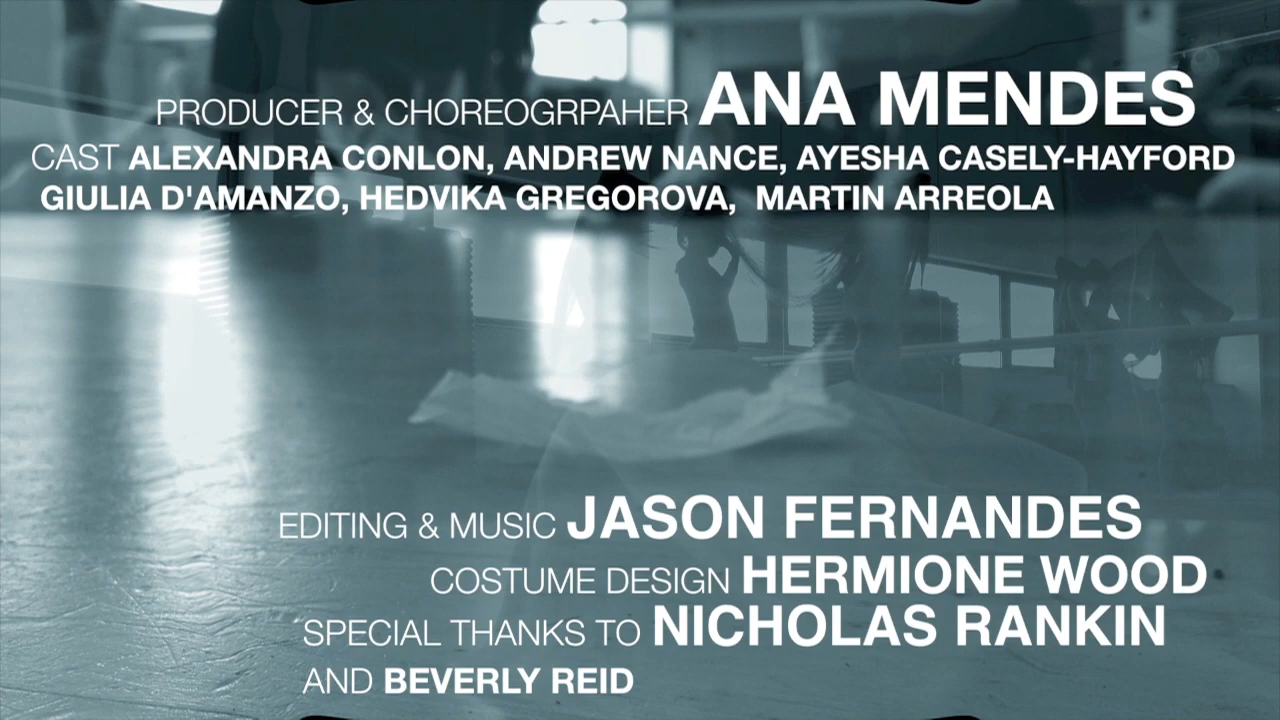 PRODUCER & CHOREOGRPAHER ANA MENDES
CAST ALEXANDRA CONLON, ANDREW NANCE, AYESHA CASELY-HAYFORD
GIULIA D'AMANZO, HEDVIKA GREGOROVA, MARTIN ARREOLA
EDITING & MUSIC JASON FERNANDES
COSTUME DESIGN HERMIONE WOOD
SPECIAL THANKS TO NICHOLAS RANKIN
AND BEVERLY REID